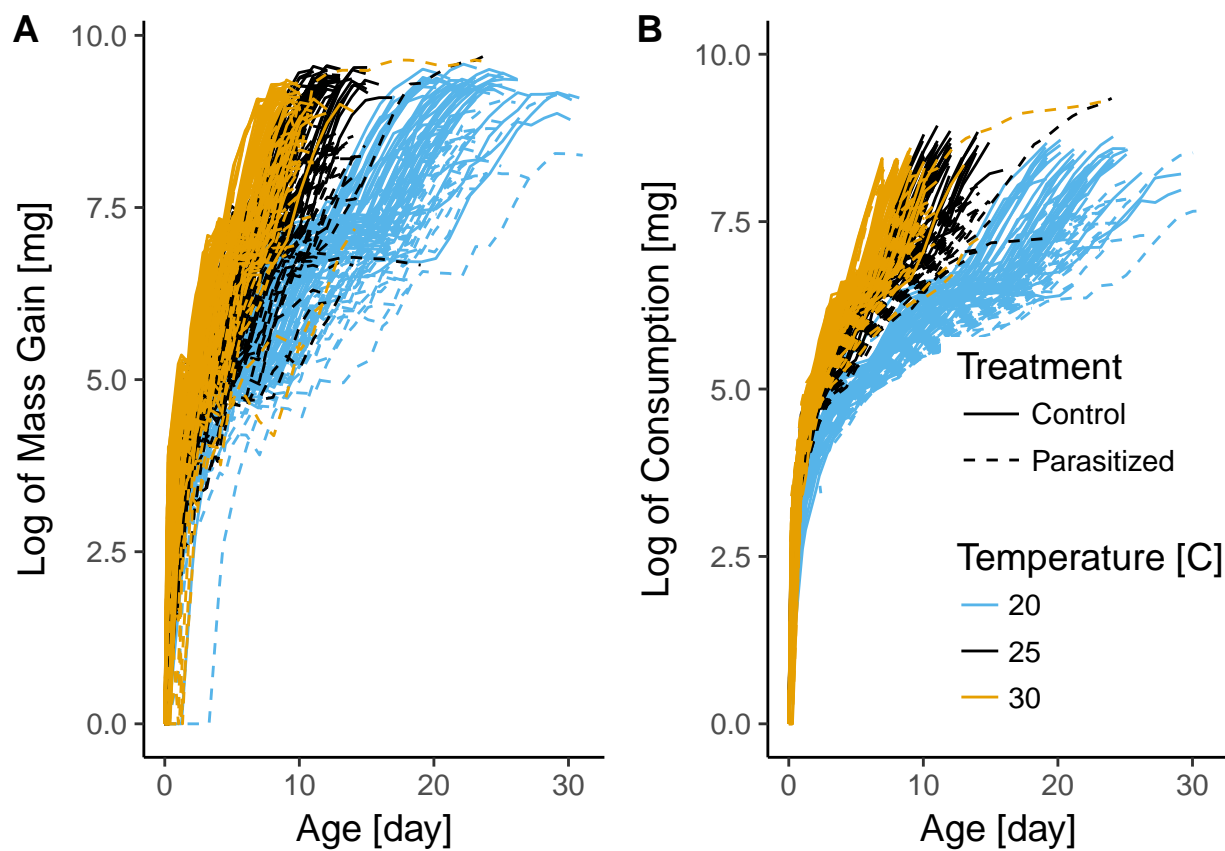 A
Log of Mass Gain [mg]
10.0
7.5
5.0
2.5
0.0
0 10 20 30
Age [day]
B
Log of Consumption [mg]
10.0
7.5
5.0
2.5
0.0
0 10 20 30
Age [day]
Treatment
Control
Parasitized
Temperature [C]
20
25
30